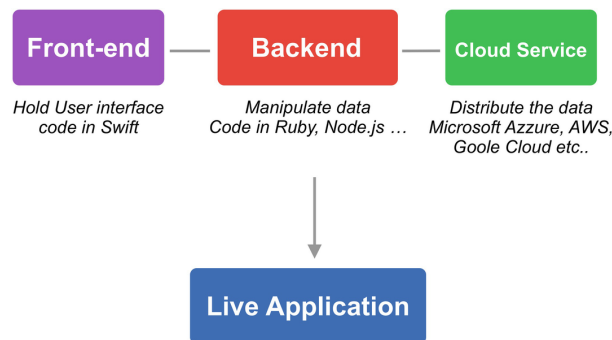 Front-end
Backend
Cloud Service
Hold User interface
code in Swift
Manipulate data
Code in Ruby, Node.js ...
Distribute the data
Microsoft Azzure, AWS,
Goole Cloud etc..
Live Application